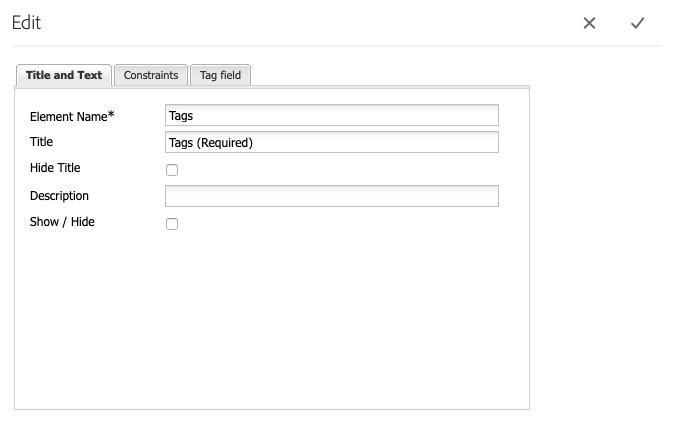 Edit
Title and Text Constraints Tag field
Element Name* Tags
Title Tags (Required)
Hide Title
Description
Show / Hide